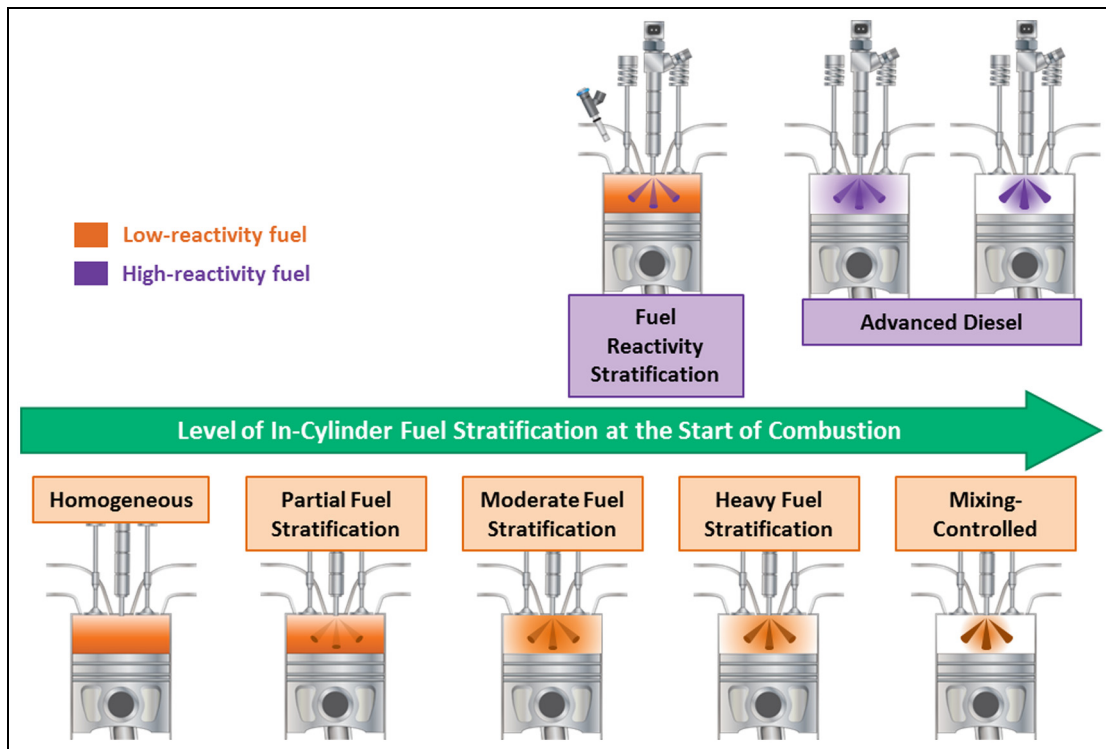 Low-reactivity fuel
High-reactivity fuel
Fuel
Reactivity
Stratification
Advanced Diesel
Level of In-Cylinder Fuel Stratification at the Start of Combustion
Homogeneous
Partial Fuel
Stratification
Moderate Fuel
Stratification
Heavy Fuel
Stratification
Mixing-
Controlled